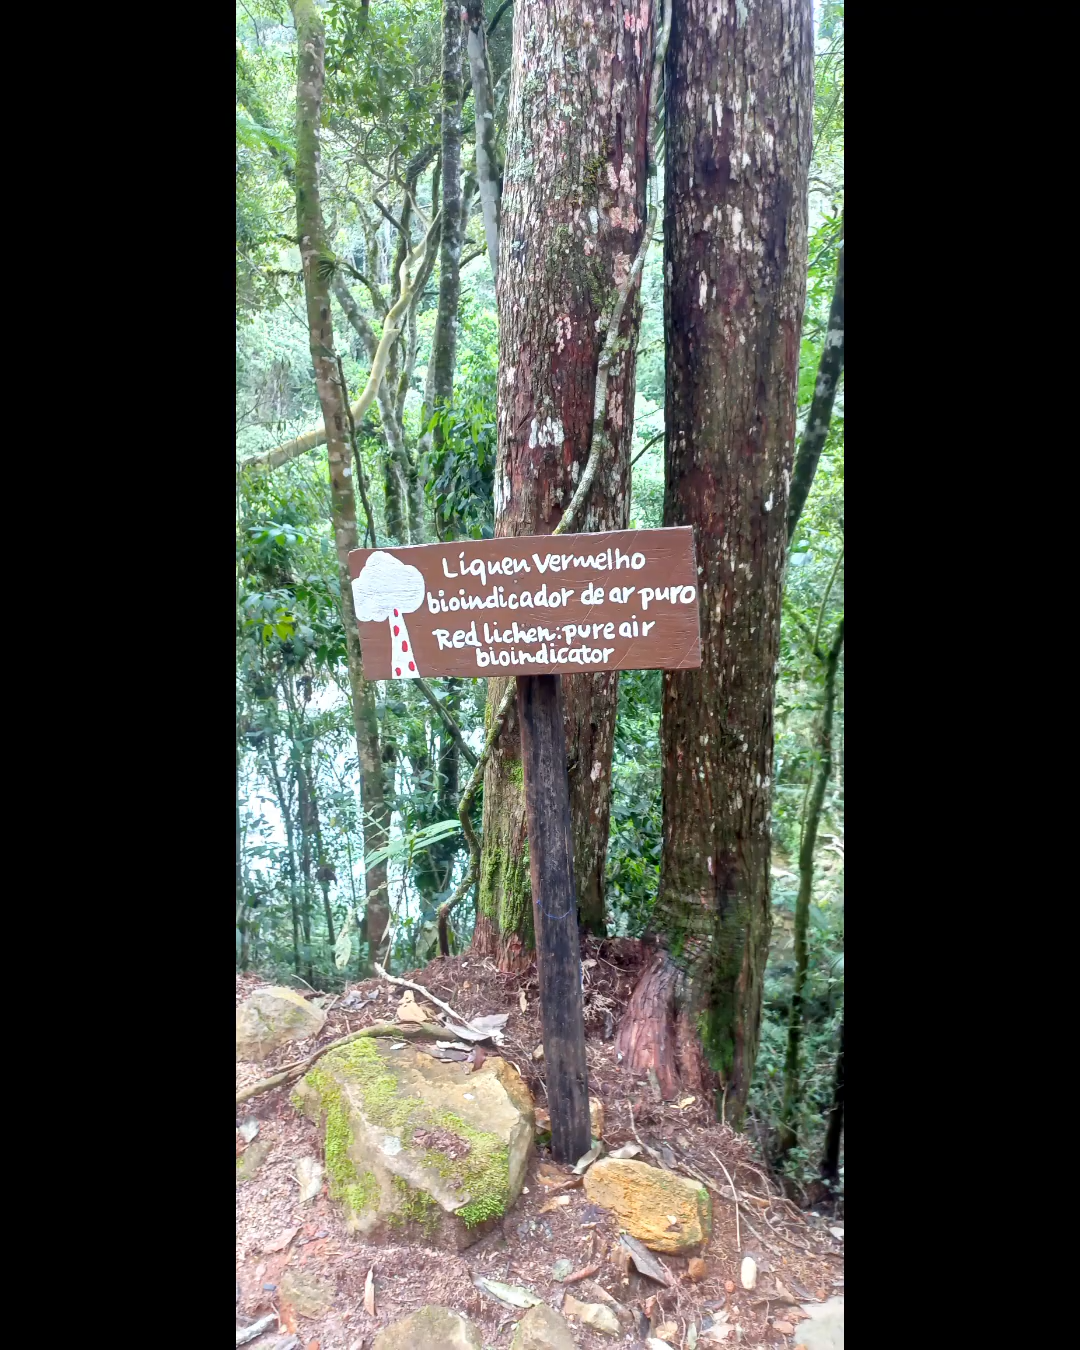 Líquen Vermelho
bioindicador de ar puro
Red lichen: pure air
bioindicator